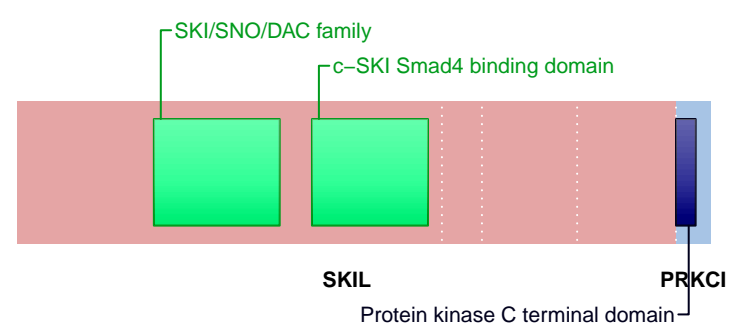 SKI/SNO/DAC family
c−SKI Smad4 binding domain
SKIL PRKCI
Protein kinase C terminal domain